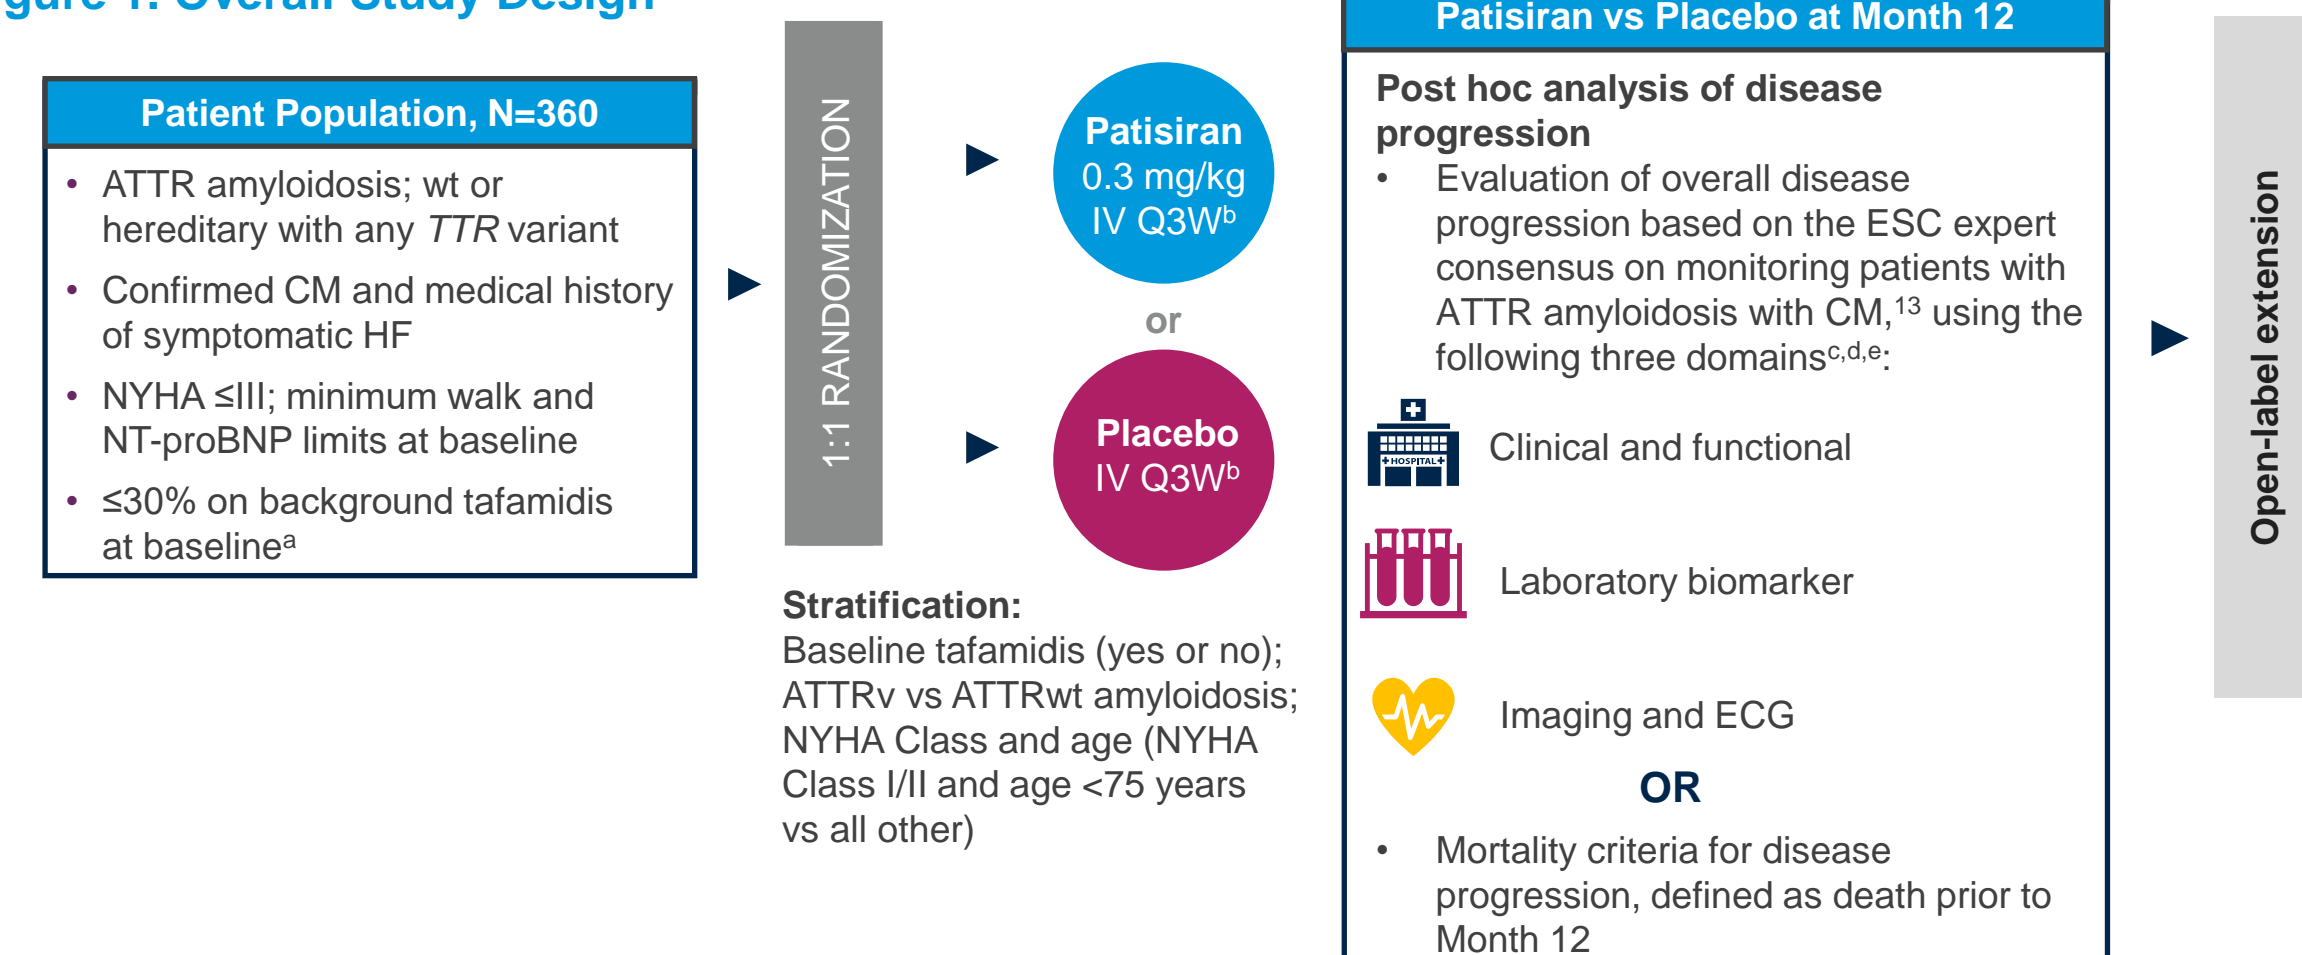 gure 1. Overall Study Design
Patient Population, N=360
• ATTR amyloidosis; wt or
hereditary with any TTR variant
• Confirmed CM and medical history
of symptomatic HF
• NYHA ≤III; minimum walk and
NT-proBNP limits at baseline
• ≤30% on background tafamidis
at baselineᵃ
1:1 RANDOMIZATION
Stratification:
Baseline tafamidis (yes or no);
ATTRv vs ATTRwt amyloidosis;
NYHA Class and age (NYHA
Class I/II and age <75 years
vs all other)
Patisiran
0.3 mg/kg
IV Q3Wᵇ
or
Placebo
IV Q3Wᵇ
Patisiran vs Placebo at Month 12
Post hoc analysis of disease
progression
• Evaluation of overall disease
progression based on the ESC expert
consensus on monitoring patients with
ATTR amyloidosis with CM,¹³ using the
following three domainsᶜ,ᵈ,ᵉ:
HOSPITAL
Clinical and functional
Laboratory biomarker
Imaging and ECG
OR
• Mortality criteria for disease
progression, defined as death prior to
Month 12
Open-label extension